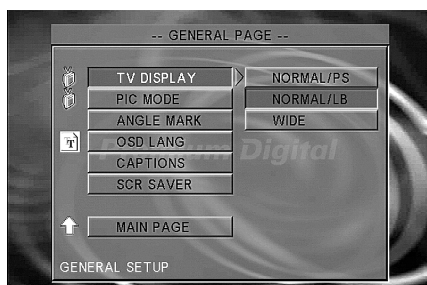 -- GENERAL PAGE --
TV DISPLAY
NORMAL/PS
PIC MODE
NORMAL/LB
ANGLE MARK
WIDE
OSD LANG
CAPTIONS
SCR SAVER
MAIN PAGE
GENERAL SETUP
T
Digital